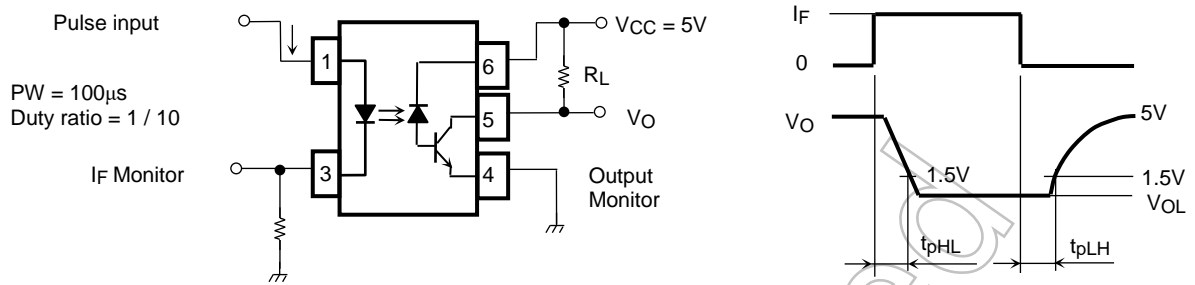 Pulse input
PW = 100μs
Duty ratio = 1 / 10
IF Monitor
1
3
6
5
4
VCC = 5V
RL
VO
Output
Monitor
IF
0
VO
5V
1.5V
1.5V
VOL
tpHL
tpLH